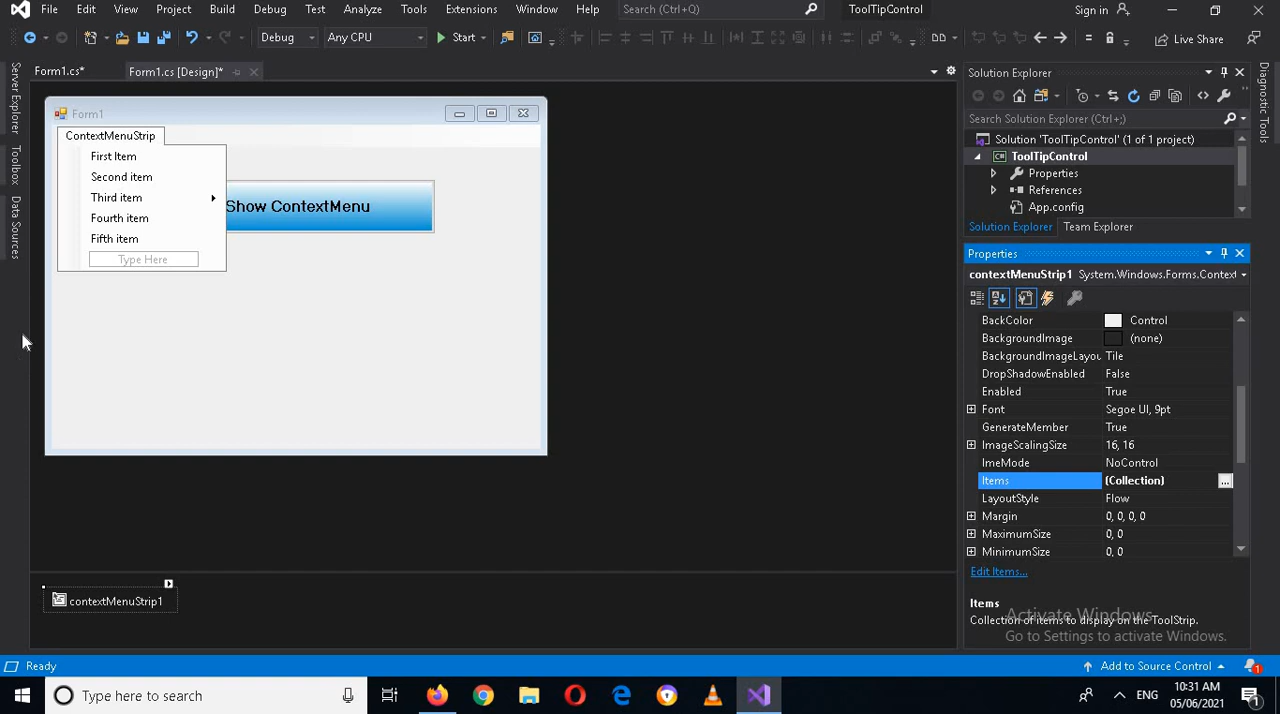 File Edit View Project Build Debug Test Analyze Tools Extensions Window Help Search (Ctrl+Q) ToolTipControl Sign in
Debug Any CPU Start Live Share
Form1.cs* Form1.cs [Design]*
Server Explorer
Toolbox
Data Sources
Form1
ContextMenuStrip
First Item
Second item
Third item
Fourth item
Fifth item
Type Here
Show ContextMenu
contextMenuStrip1
Solution Explorer
Search Solution Explorer (Ctrl+;)
Solution 'ToolTipControl' (1 of 1 project)
ToolTipControl
Properties
References
App.config
Solution Explorer Team Explorer
Diagnostic Tools
Properties
contextMenuStrip1 System.Windows.Forms.Context
BackColor Control
BackgroundImage (none)
BackgroundImageLayou Tile
DropShadowEnabled False
Enabled True
Font Segoe UI, 9pt
GenerateMember True
ImageScalingSize 16, 16
ImeMode NoControl
Items (Collection) ...
LayoutStyle Flow
Margin 0, 0, 0, 0
MaximumSize 0, 0
MinimumSize 0, 0
Edit Items...
Items
Collection of items to display on the ToolStrip.
Activate Windows
Go to Settings to activate Windows.
Ready Add to Source Control 1
Type here to search ENG 10:31 AM
05/06/2021 1